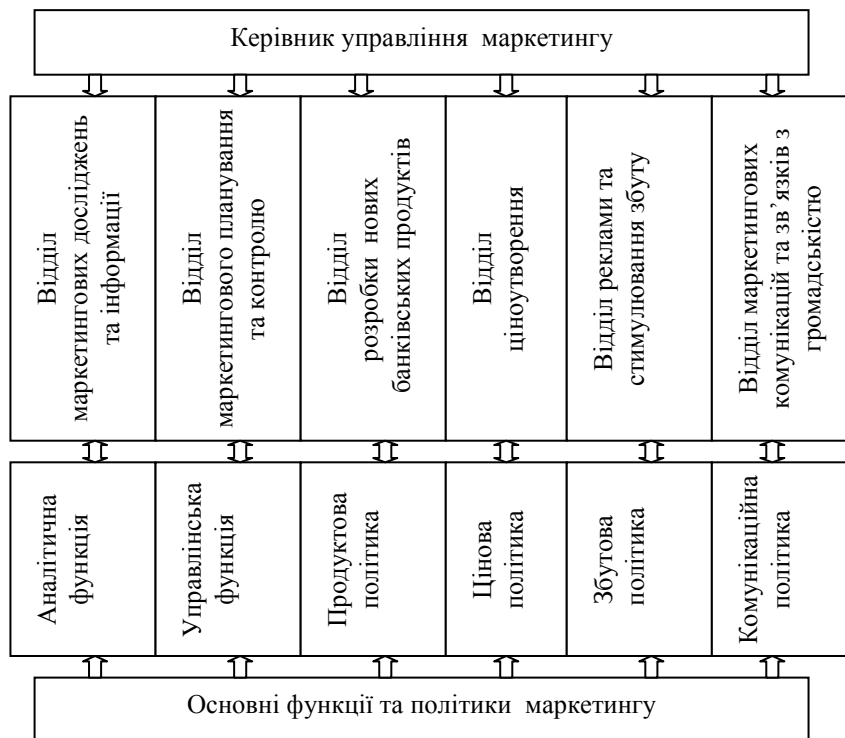 Керівник управління маркетингу
Відділ
маркетингових досліджень
та інформації
Відділ
маркетингового планування
та контролю
Відділ
розробки нових
банківських продуктів
Відділ
ціноутворення
Відділ реклами та
стимулювання збуту
Відділ маркетингових
комунікацій та зв’язків з
громадськістю
Аналітична
функція
Управлінська
функція
Продуктова
політика
Цінова
політика
Збутова
політика
Комунікаційна
політика
Основні функції та політики маркетингу